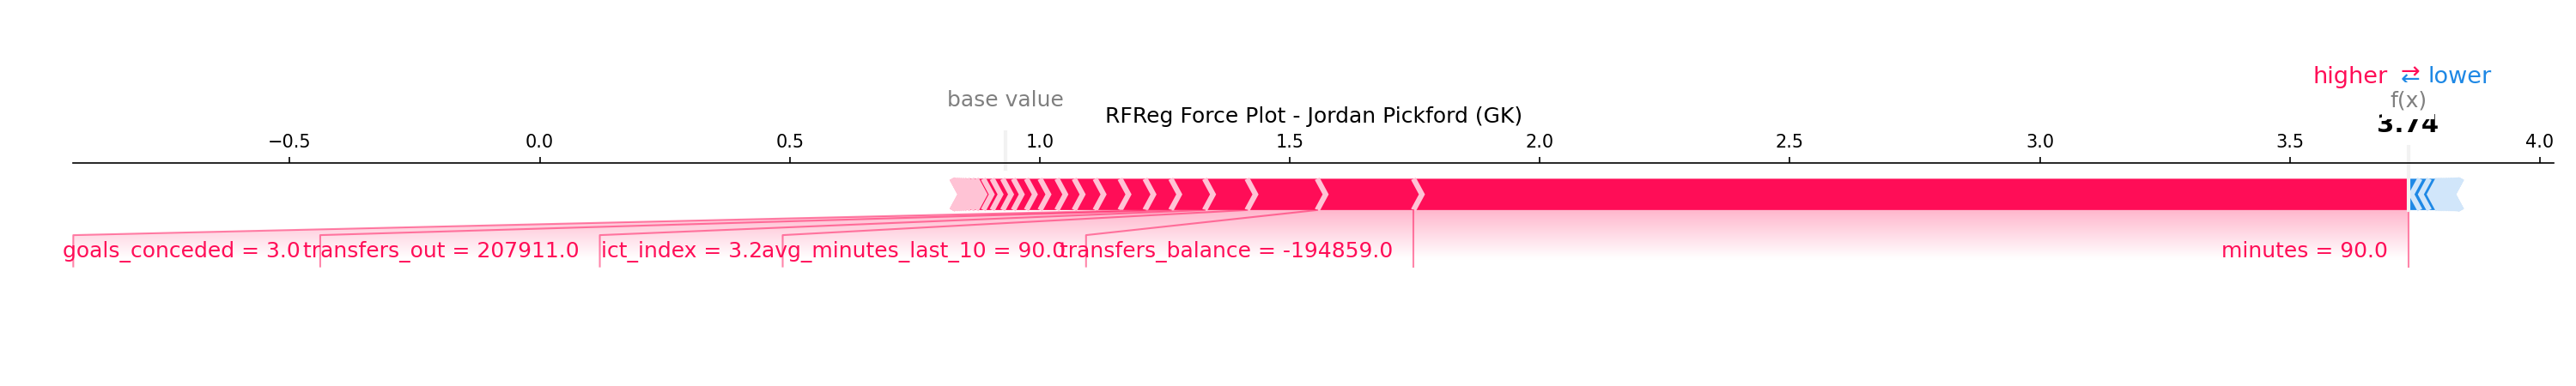 higher ⇄ lower
base value
f(x)
RFReg Force Plot - Jordan Pickford (GK)
3.74
−0.5 0.0 0.5 1.0 1.5 2.0 2.5 3.0 3.5 4.0
goals_conceded = 3.0 transfers_out = 207911.0 ict_index = 3.2 avg_minutes_last_10 = 90.0 transfers_balance = -194859.0 minutes = 90.0